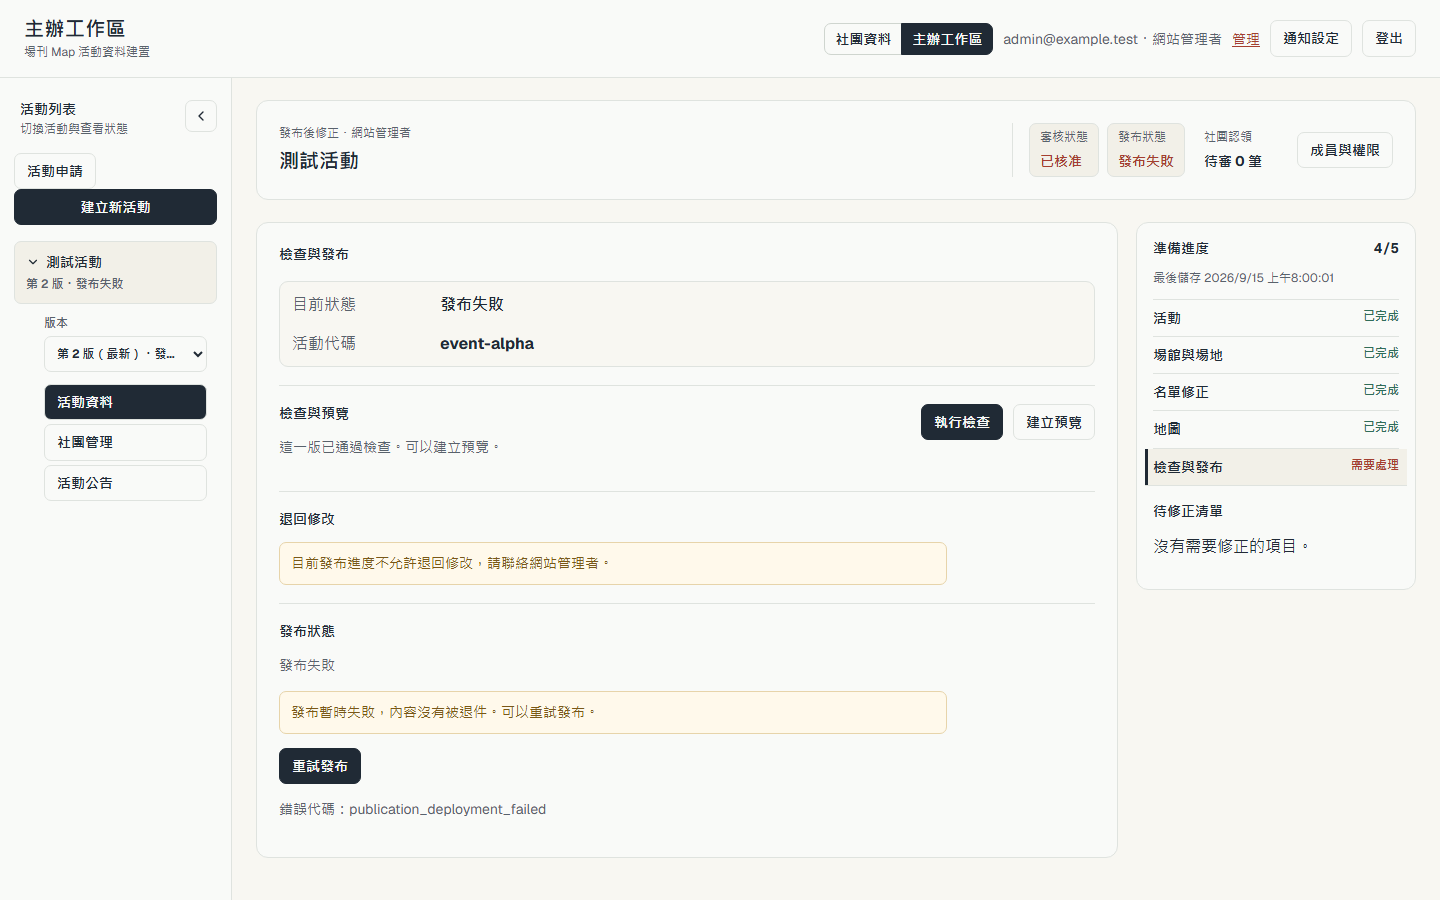 主辦工作區
場刊 Map 活動資料建置
社團資料
主辦工作區
admin@example.test · 網站管理者
管理
通知設定
登出
活動列表
切換活動與查看狀態
活動申請
建立新活動
測試活動
第 2 版 · 發布失敗
版本
第 2 版（最新）· 發...
活動資料
社團管理
活動公告
發布後修正 · 網站管理者
測試活動
審核狀態
已核准
發布狀態
發布失敗
社團認領
待審 0 筆
成員與權限
檢查與發布
目前狀態
發布失敗
活動代碼
event-alpha
檢查與預覽
這一版已通過檢查。可以建立預覽。
執行檢查
建立預覽
退回修改
目前發布進度不允許退回修改，請聯絡網站管理者。
發布狀態
發布失敗
發布暫時失敗，內容沒有被退件。可以重試發布。
重試發布
錯誤代碼：publication_deployment_failed
準備進度
4/5
最後儲存 2026/9/15 上午8:00:01
活動
已完成
場館與場地
已完成
名單修正
已完成
地圖
已完成
檢查與發布
需要處理
待修正清單
沒有需要修正的項目。